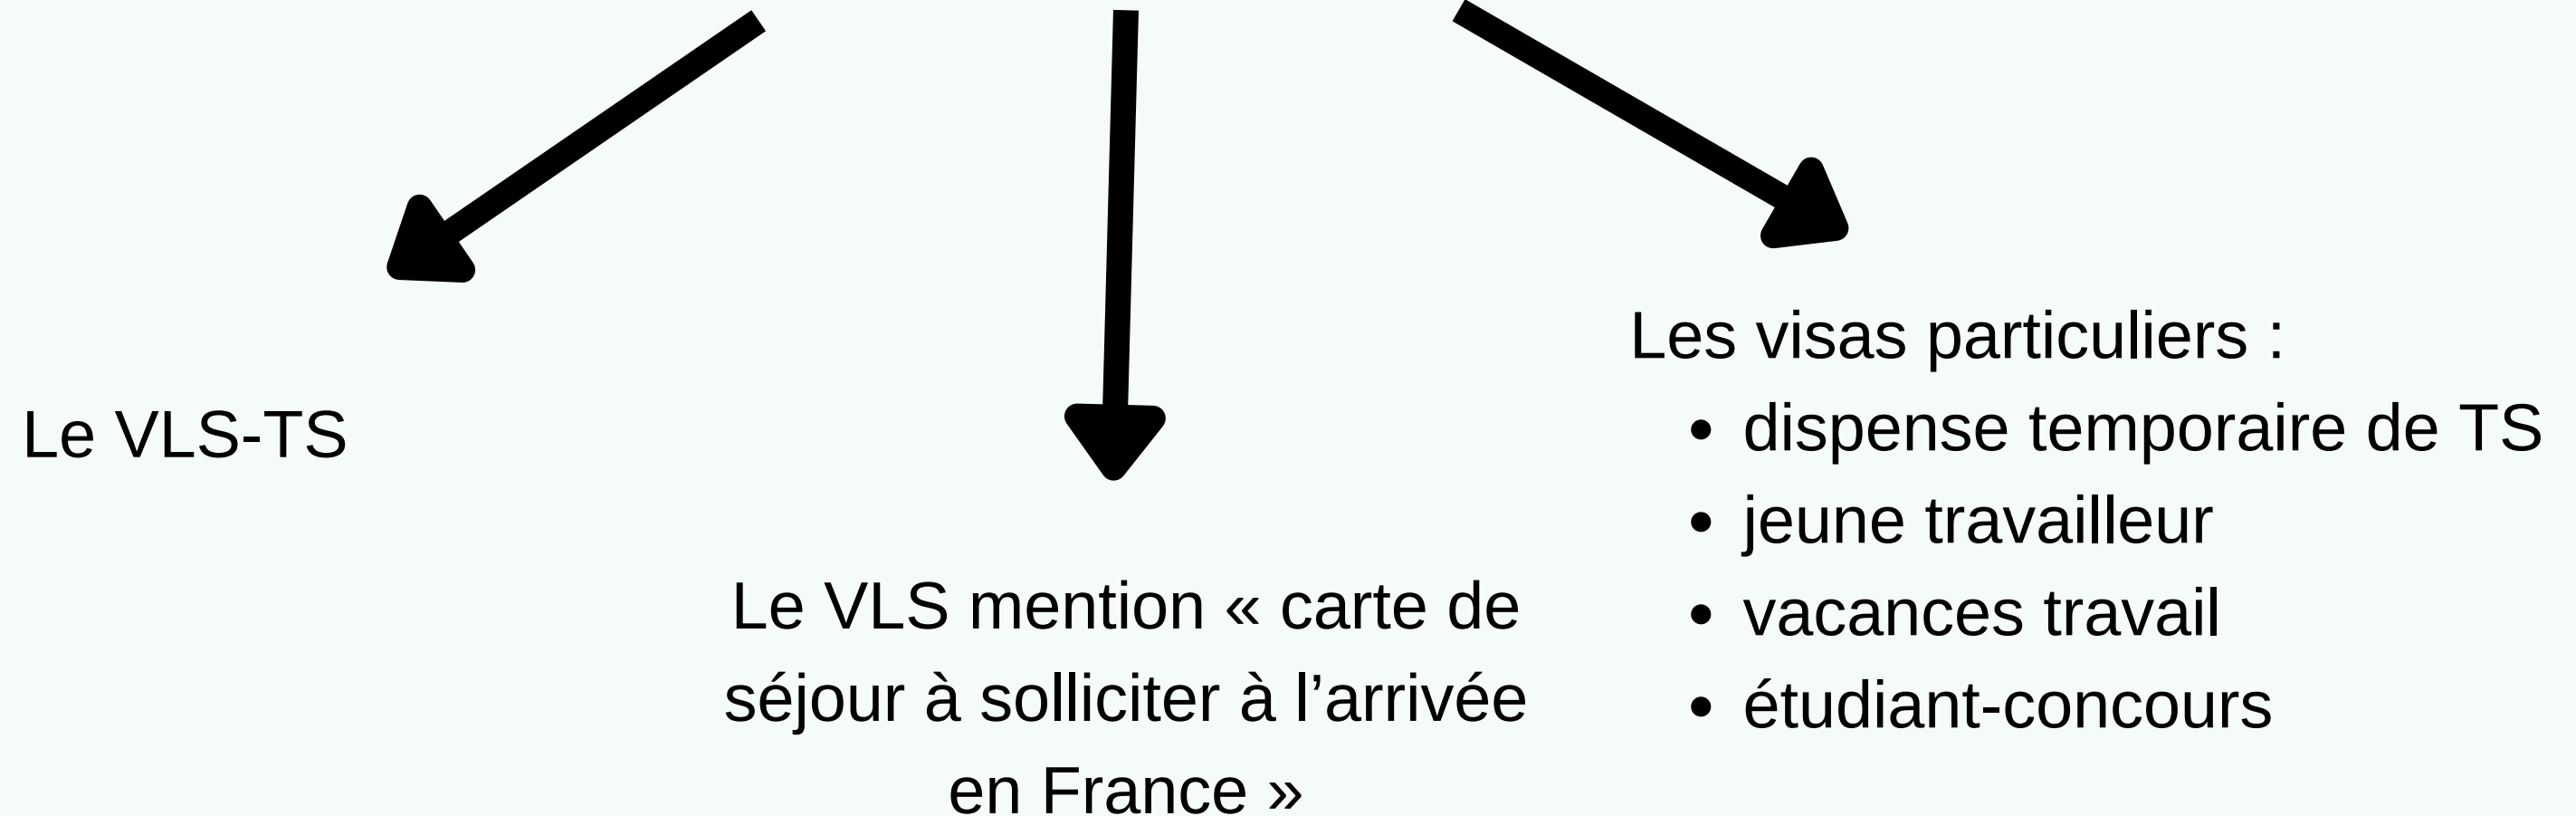 Le VLS-TS
Le VLS mention « carte de
séjour à solliciter à l’arrivée
en France »
Les visas particuliers :
• dispense temporaire de TS
• jeune travailleur
• vacances travail
• étudiant-concours